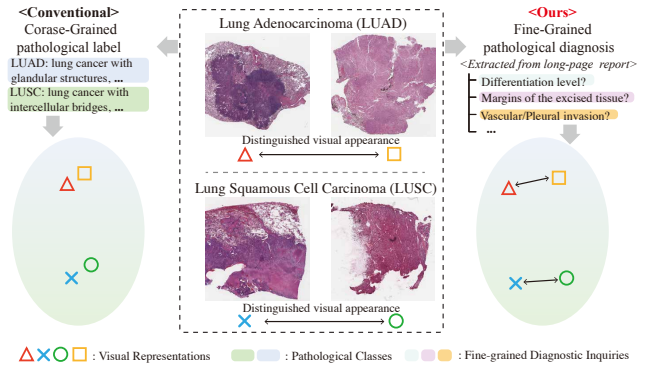 <Conventional>
Corase-Grained
pathological label
LUAD: lung cancer with
glandular structures, ...
LUSC: lung cancer with
intercellular bridges, ...
Lung Adenocarcinoma (LUAD)
Distinguished visual appearance
Lung Squamous Cell Carcinoma (LUSC)
Distinguished visual appearance
<Ours>
Fine-Grained
pathological diagnosis
<Extracted from long-page report>
Differentiation level?
Margins of the excised tissue?
Vascular/Pleural invasion?
...
: Visual Representations
: Pathological Classes
: Fine-grained Diagnostic Inquiries